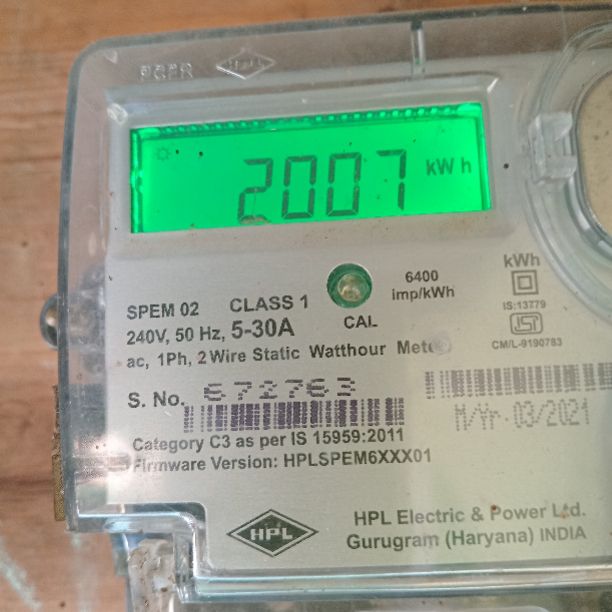 HPL
2007 kWh
6400
imp/kWh
CAL
kWh
IS:13779
ISI
CM/L-9190783
SPEM 02 CLASS 1
240V, 50 Hz, 5-30A
ac, 1Ph, 2 Wire Static Watthour Meter
S. No. 672763
M/Yr. 03/2021
Category C3 as per IS 15959:2011
Firmware Version: HPLSPEM6XXX01
HPL
HPL Electric & Power Ltd.
Gurugram (Haryana) INDIA